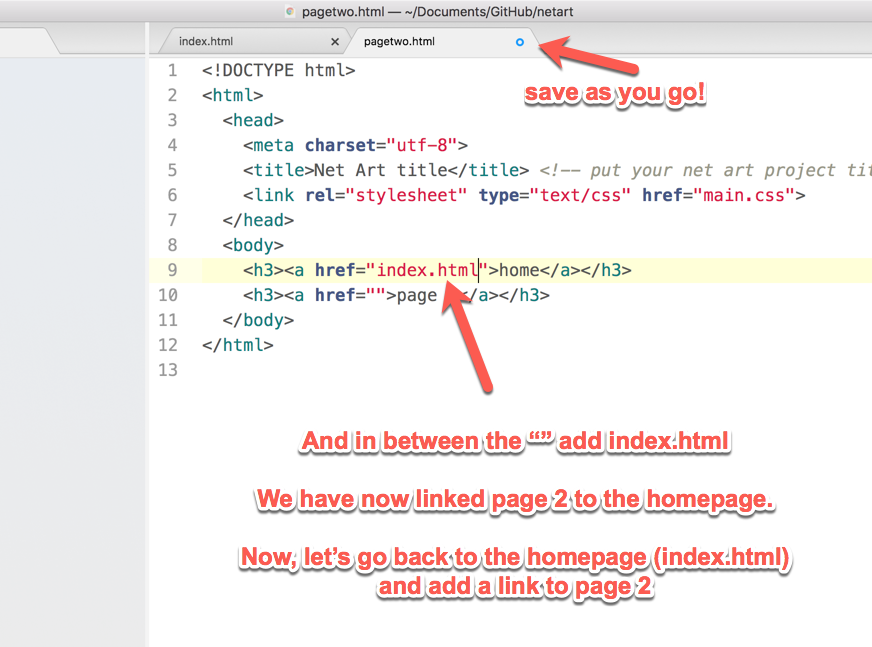 pagetwo.html — ~/Documents/GitHub/netart
index.html
pagetwo.html
save as you go!
1 <!DOCTYPE html>
2 <html>
3   <head>
4     <meta charset="utf-8">
5     <title>Net Art title</title> <!-- put your net art project tit
6     <link rel="stylesheet" type="text/css" href="main.css">
7   </head>
8   <body>
9     <h3><a href="index.html">home</a></h3>
10     <h3><a href="">page </a></h3>
11   </body>
12 </html>
13
And in between the “” add index.html
We have now linked page 2 to the homepage.
Now, let’s go back to the homepage (index.html)
and add a link to page 2